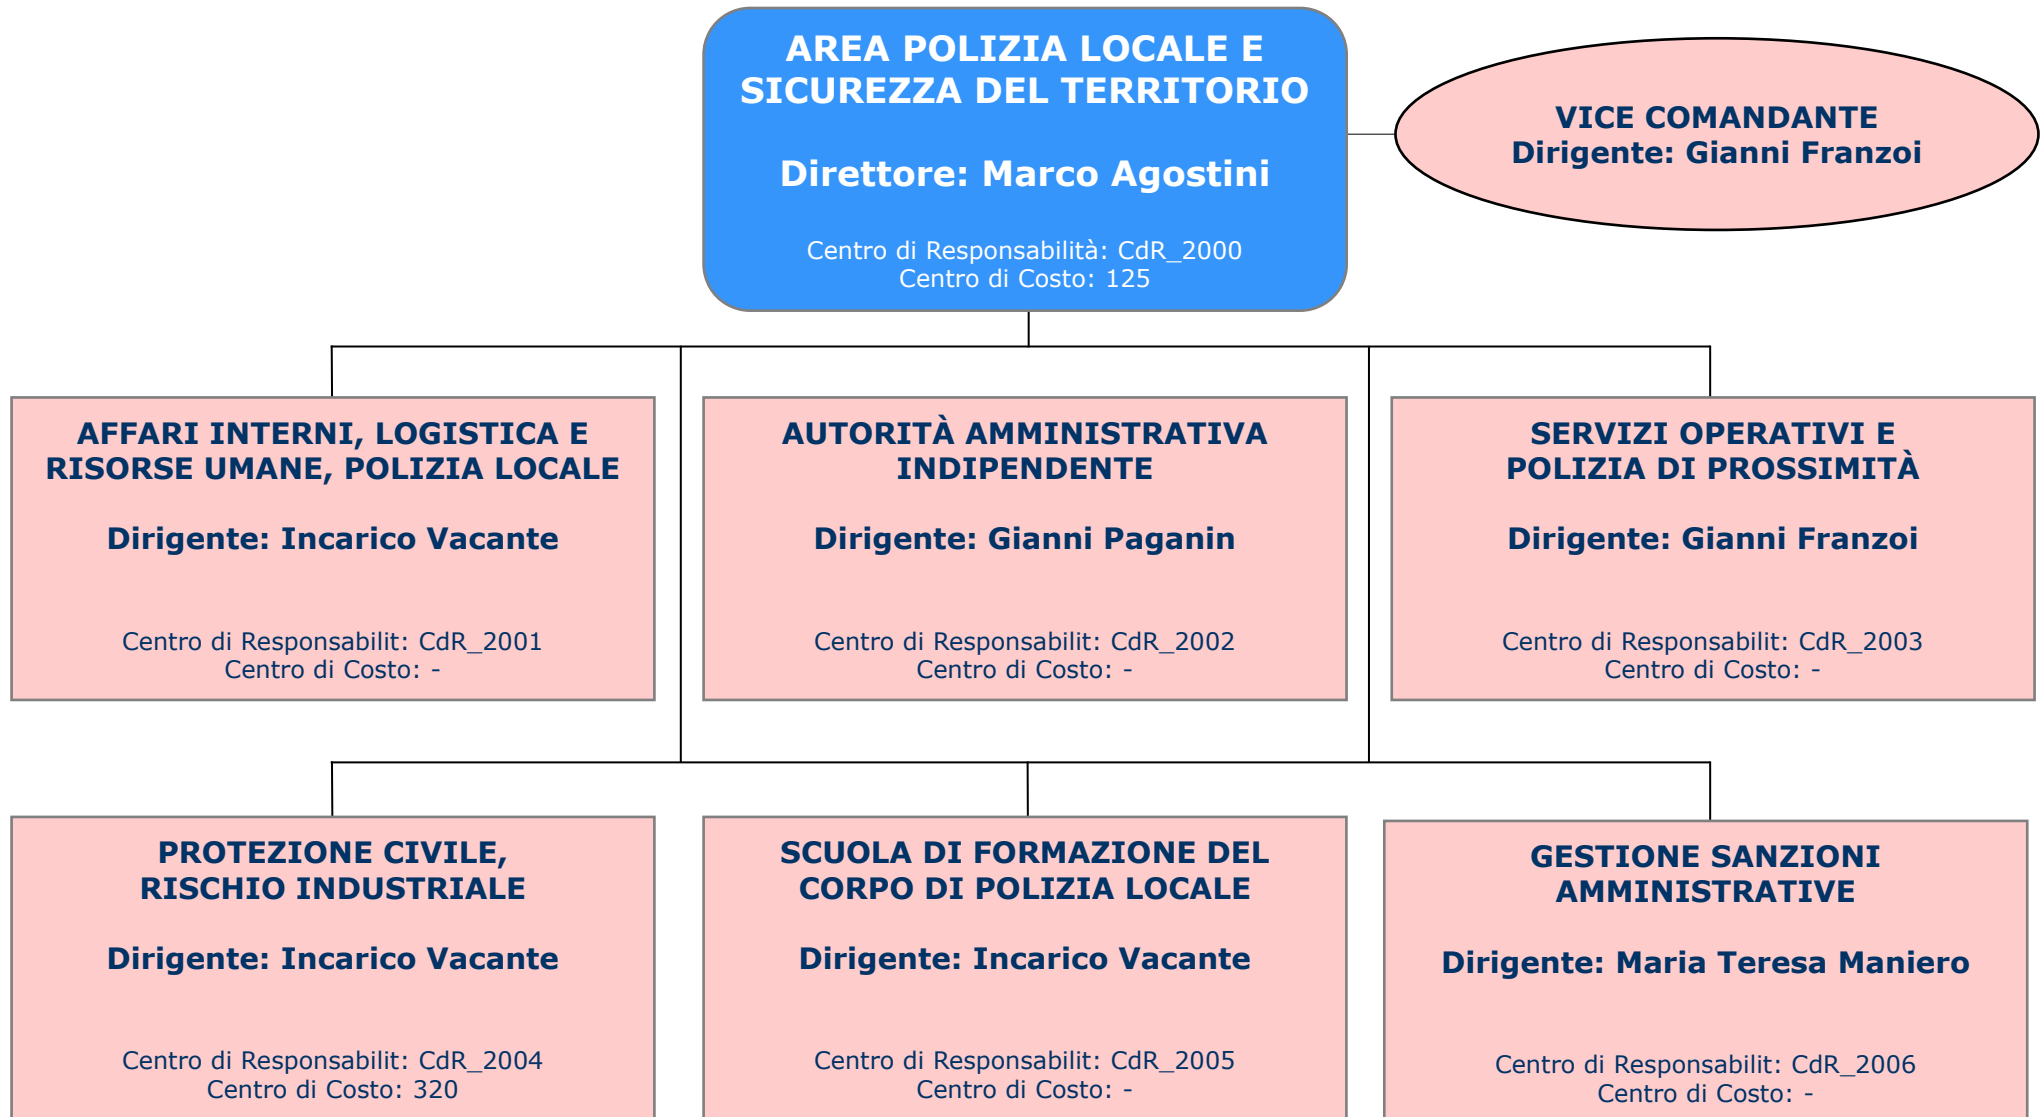 AREA POLIZIA LOCALE E
SICUREZZA DEL TERRITORIO
Direttore: Marco Agostini
Centro di Responsabilità: CdR_2000
Centro di Costo: 125
VICE COMANDANTE
Dirigente: Gianni Franzoi
AFFARI INTERNI, LOGISTICA E
RISORSE UMANE, POLIZIA LOCALE
Dirigente: Incarico Vacante
Centro di Responsabilit: CdR_2001
Centro di Costo: -
AUTORITÀ AMMINISTRATIVA
INDIPENDENTE
Dirigente: Gianni Paganin
Centro di Responsabilit: CdR_2002
Centro di Costo: -
SERVIZI OPERATIVI E
POLIZIA DI PROSSIMITÀ
Dirigente: Gianni Franzoi
Centro di Responsabilit: CdR_2003
Centro di Costo: -
PROTEZIONE CIVILE,
RISCHIO INDUSTRIALE
Dirigente: Incarico Vacante
Centro di Responsabilit: CdR_2004
Centro di Costo: 320
SCUOLA DI FORMAZIONE DEL
CORPO DI POLIZIA LOCALE
Dirigente: Incarico Vacante
Centro di Responsabilit: CdR_2005
Centro di Costo: -
GESTIONE SANZIONI
AMMINISTRATIVE
Dirigente: Maria Teresa Maniero
Centro di Responsabilit: CdR_2006
Centro di Costo: -